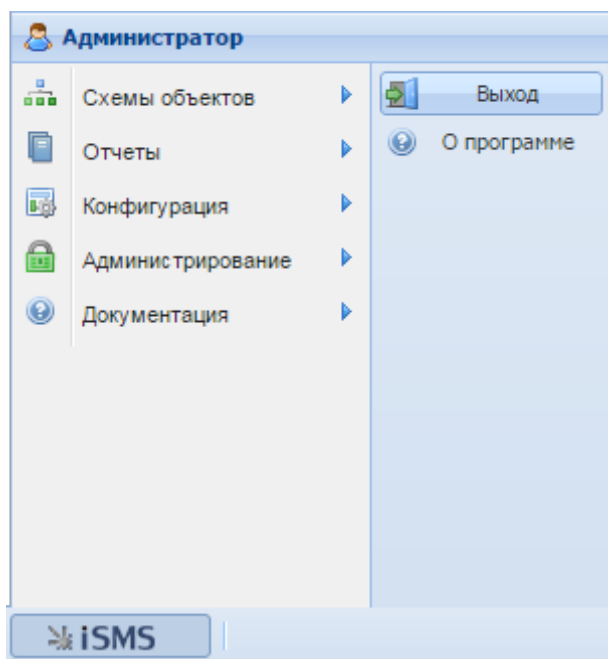 Администратор
Схемы объектов
Отчеты
Конфигурация
Администрирование
Документация
Выход
О программе
iSMS